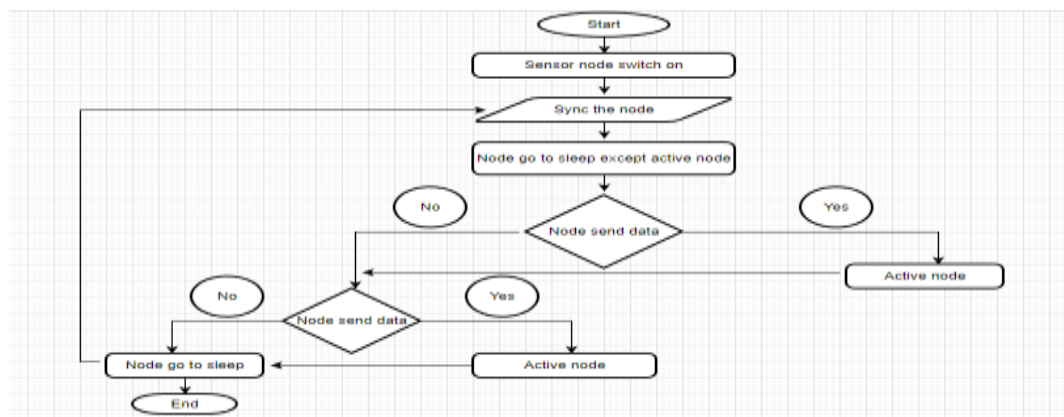 Start
Sensor node switch on
Sync the node
Node go to sleep except active node
No
Yes
Node send data
Active node
No
Yes
Node send data
Node go to sleep
Active node
End